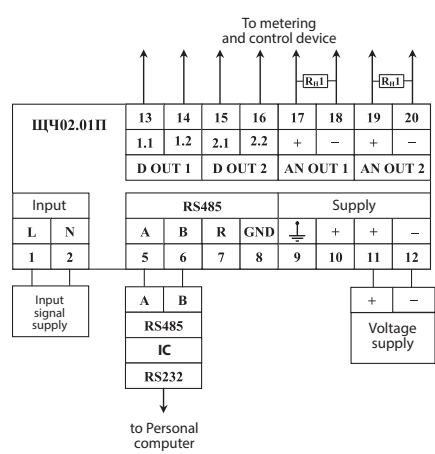 To metering
and control device
Rн1 Rн1
13 14 15 16 17 18 19 20
ЩЧ02.01П
1.1 1.2 2.1 2.2 + – + –
D OUT 1 D OUT 2 AN OUT 1 AN OUT 2
Input RS485 Supply
L N A B R GND + + –
1 2 5 6 7 8 9 10 11 12
Input
signal
supply
A B
RS485
IC
RS232
+ –
Voltage
supply
to Personal
computer